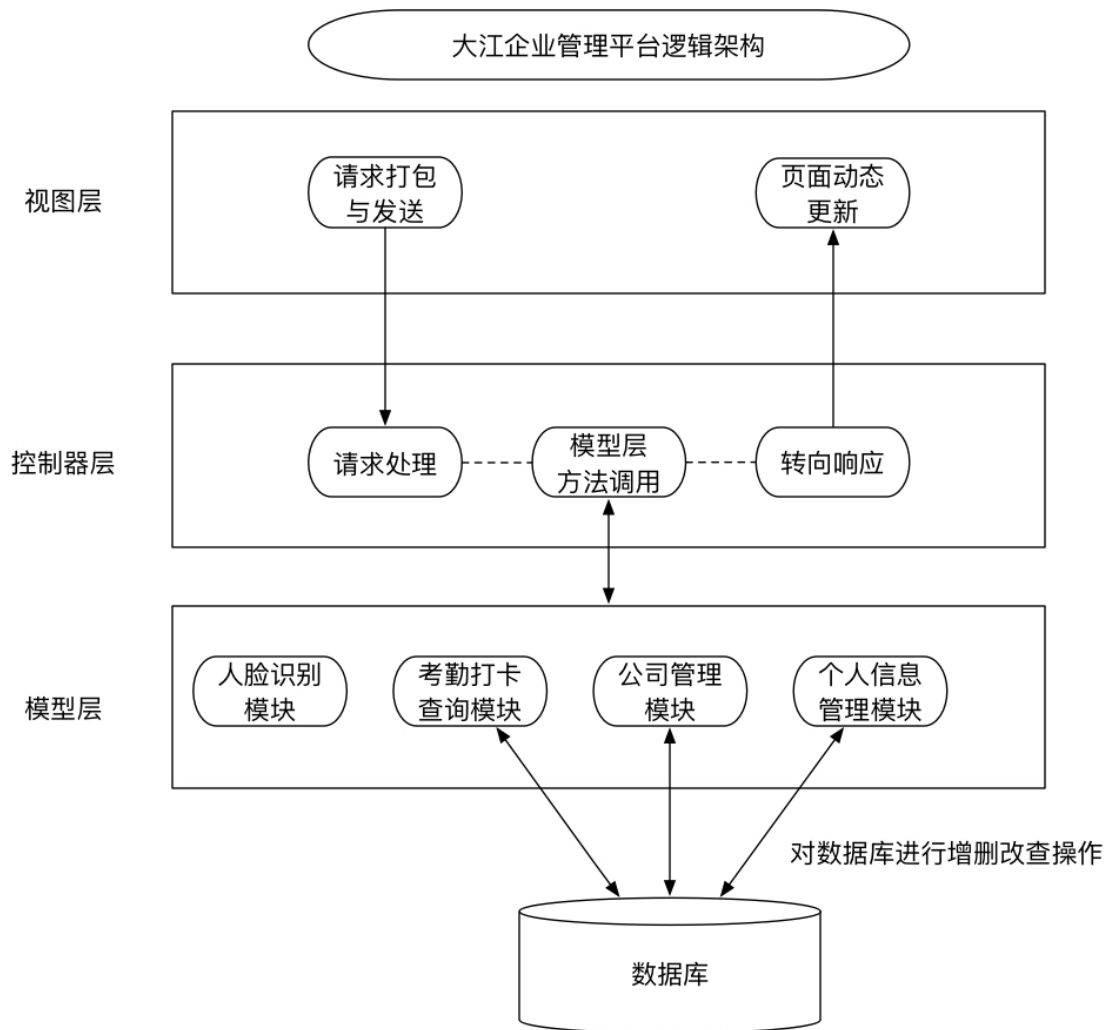 大江企业管理平台逻辑架构
视图层
请求打包
与发送
页面动态
更新
控制器层
请求处理
模型层
方法调用
转向响应
模型层
人脸识别
模块
考勤打卡
查询模块
公司管理
模块
个人信息
管理模块
对数据库进行增删改查操作
数据库